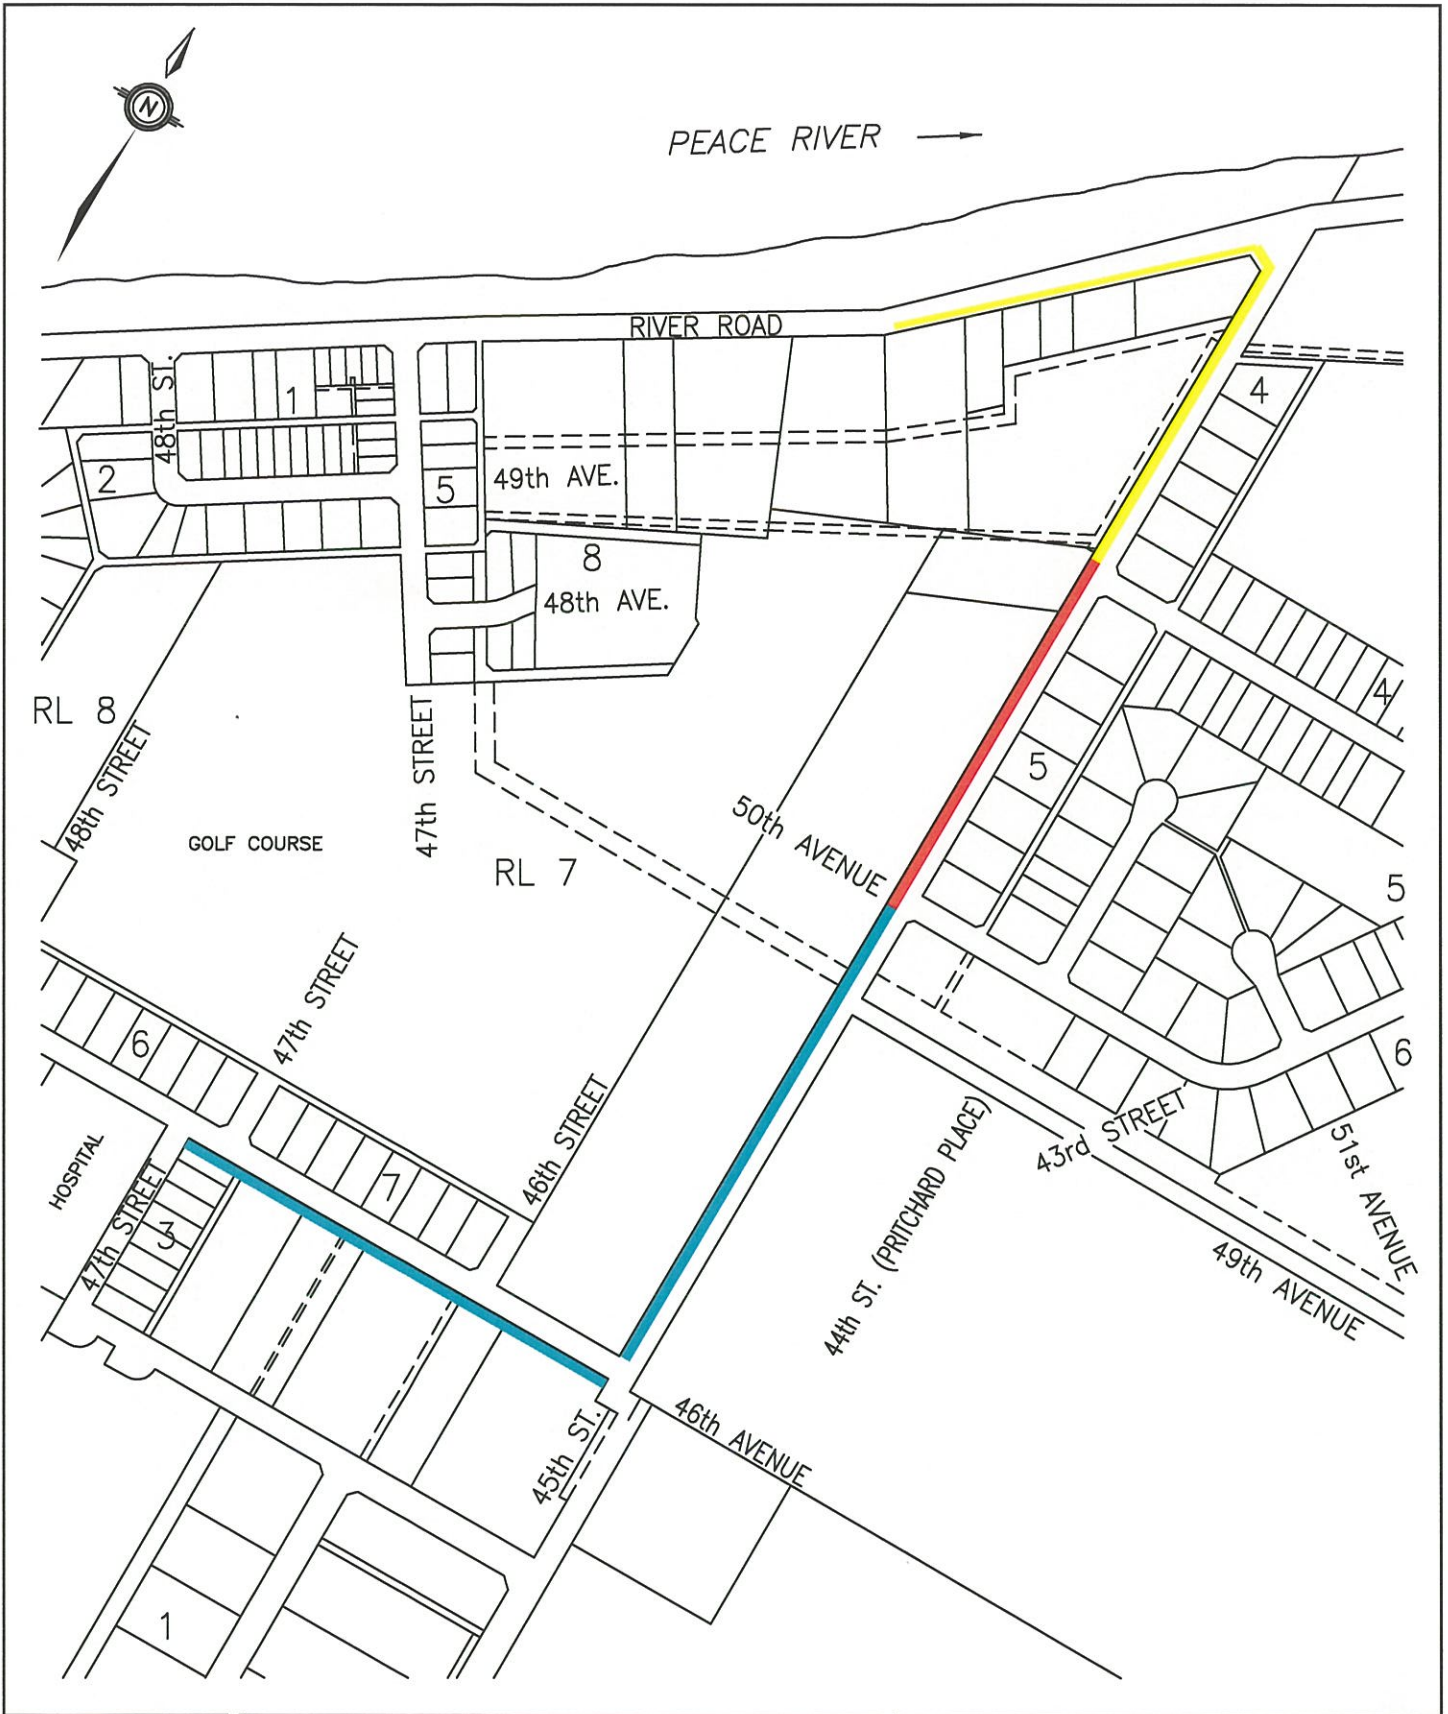 N
PEACE RIVER
RIVER ROAD
48th ST.
1
4
2
5
49th AVE.
8
48th AVE.
4
RL 8
48th STREET
47th STREET
5
50th AVENUE
GOLF COURSE
RL 7
5
47th STREET
6
6
46th STREET
HOSPITAL
47th STREET
7
3
44th ST. (PRITCHARD PLACE)
43rd STREET
51st AVENUE
49th AVENUE
45th ST.
46th AVENUE
1